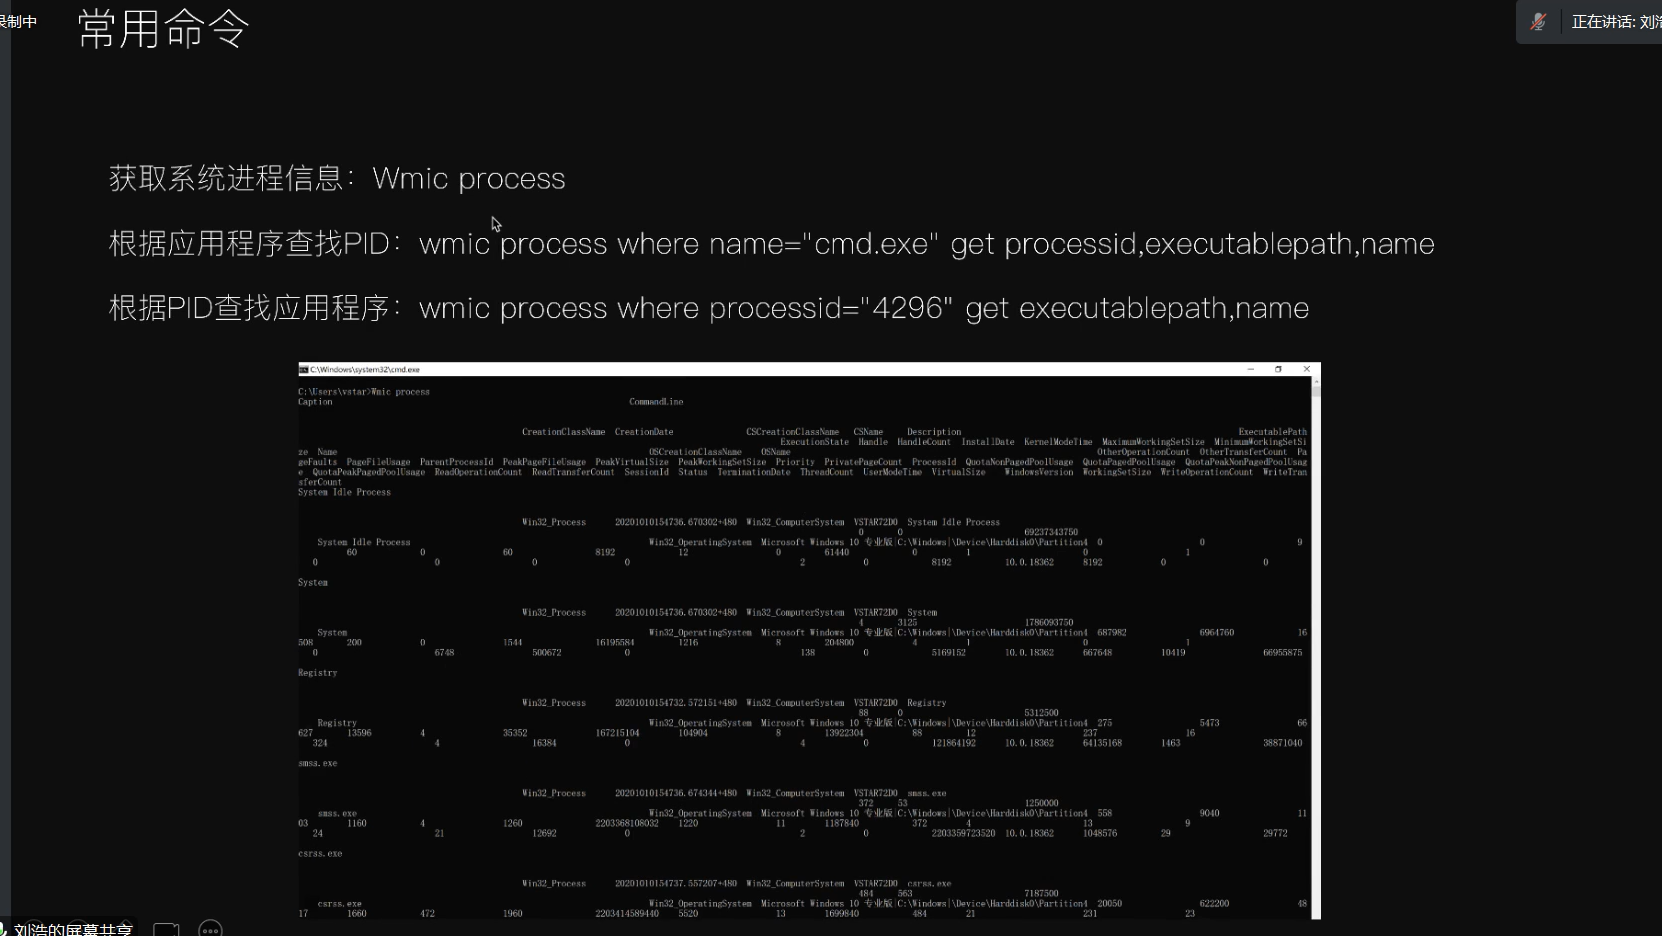 录制中
常用命令
正在讲话: 刘浩
获取系统进程信息：Wmic process
根据应用程序查找PID：wmic process where name="cmd.exe" get processid,executablepath,name
根据PID查找应用程序：wmic process where processid="4296" get executablepath,name
C:\Windows\system32\cmd.exe
C:\Users\vstar>Wmic process
Caption CommandLine
CreationClassName CreationDate CSCreationClassName CSName Description ExecutablePath
ExecutionState Handle HandleCount InstallDate KernelModeTime MaximumWorkingSetSize MinimumWorkingSetSi
ze Name OSCreationClassName OSName OtherOperationCount OtherTransferCount Pa
geFaults PageFileUsage ParentProcessId PeakPageFileUsage PeakVirtualSize PeakWorkingSetSize Priority PrivatePageCount ProcessId QuotaNonPagedPoolUsage QuotaPagedPoolUsage QuotaPeakNonPagedPoolUsag
e QuotaPeakPagedPoolUsage ReadOperationCount ReadTransferCount SessionId Status TerminationDate ThreadCount UserModeTime VirtualSize WindowsVersion WorkingSetSize WriteOperationCount WriteTran
sferCount
System Idle Process
Win32_Process 20201010154736.670302+480 Win32_ComputerSystem VSTAR72D0 System Idle Process
0 0 69237343750
System Idle Process Win32_OperatingSystem Microsoft Windows 10 专业版|C:\Windows|\Device\Harddisk0\Partition4 0 0 9
60 0 60 8192 12 0 61440 0 1 0 1
0 0 0 0 2 0 8192 10.0.18362 8192 0 0
System
Win32_Process 20201010154736.670302+480 Win32_ComputerSystem VSTAR72D0 System
4 3125 1786093750
System Win32_OperatingSystem Microsoft Windows 10 专业版|C:\Windows|\Device\Harddisk0\Partition4 687982 6964760 16
508 200 0 1544 16195584 1216 8 204800 4 1 0 1
0 6748 500672 0 138 0 5169152 10.0.18362 667648 10419 66955875
Registry
Win32_Process 20201010154732.572151+480 Win32_ComputerSystem VSTAR72D0 Registry
88 0 5312500
Registry Win32_OperatingSystem Microsoft Windows 10 专业版|C:\Windows|\Device\Harddisk0\Partition4 275 5473 66
627 13596 4 35352 167215104 104904 8 13922304 88 12 237 16
324 4 16384 0 4 0 121864192 10.0.18362 64135168 1463 38871040
smss.exe
Win32_Process 20201010154736.674344+480 Win32_ComputerSystem VSTAR72D0 smss.exe
372 53 1250000
smss.exe Win32_OperatingSystem Microsoft Windows 10 专业版|C:\Windows|\Device\Harddisk0\Partition4 558 9040 11
03 1160 4 1260 2203368108032 1220 11 1187840 372 4 13 9
24 21 12692 0 2 0 2203359723520 10.0.18362 1048576 29 29772
csrss.exe
Win32_Process 20201010154737.557207+480 Win32_ComputerSystem VSTAR72D0 csrss.exe
484 563 7187500
csrss.exe Win32_OperatingSystem Microsoft Windows 10 专业版|C:\Windows|\Device\Harddisk0\Partition4 20050 622200 48
17 1660 472 1960 2203414589440 5520 13 1699840 484 21 231 23
刘浩的屏幕共享